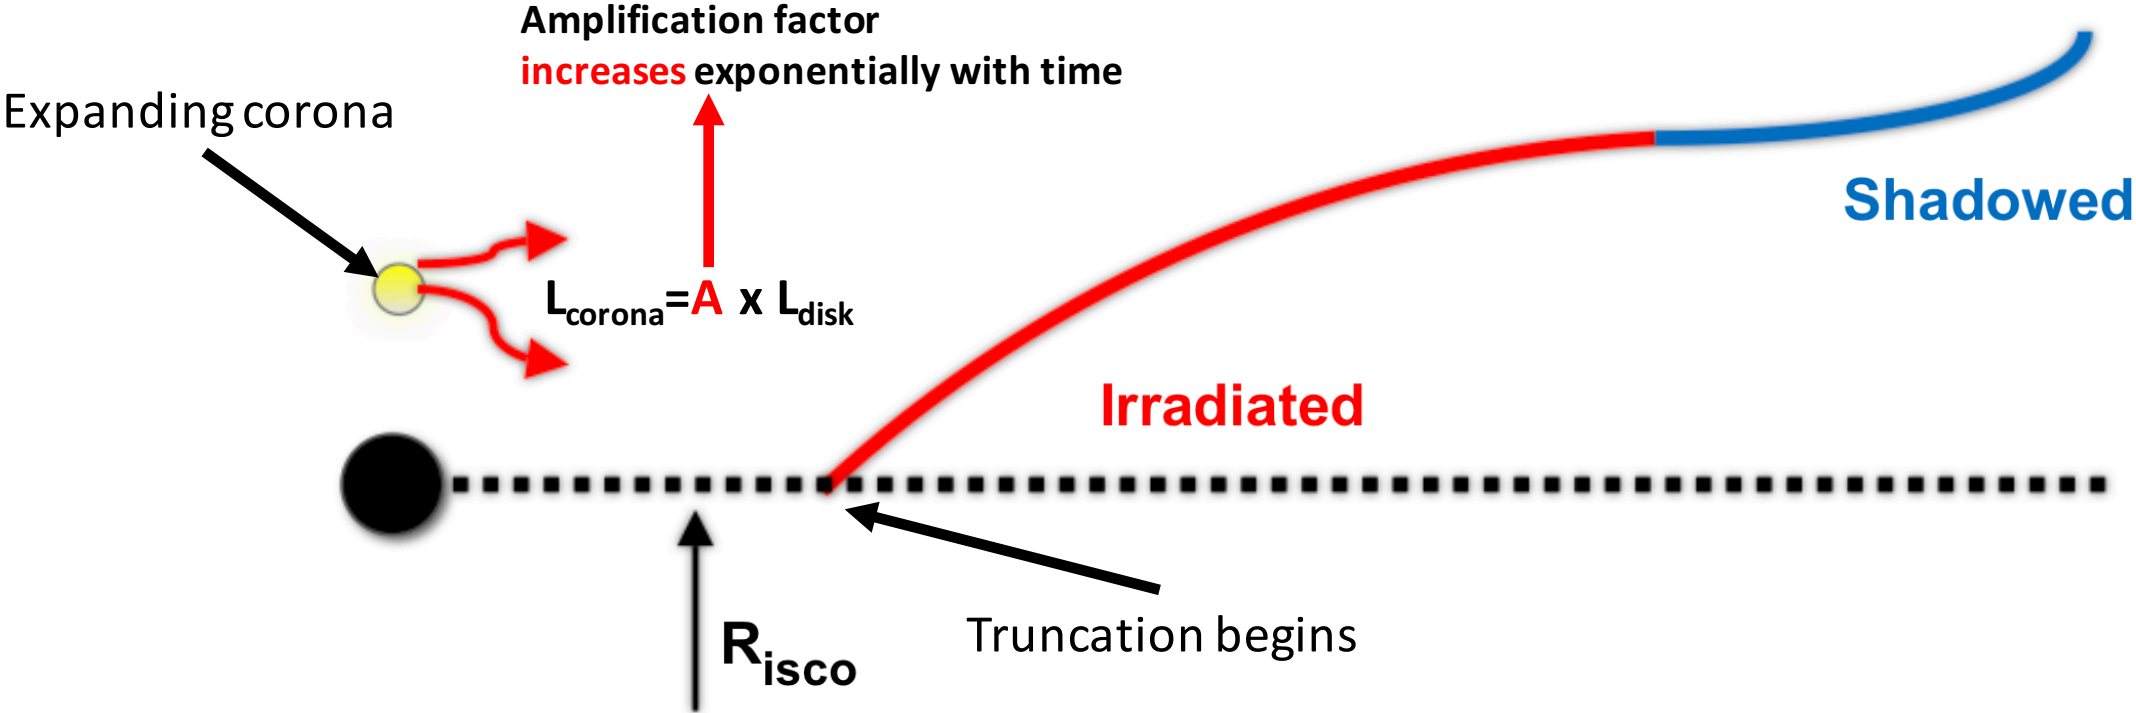 Amplification factor
increases exponentially with time
Expanding corona
Shadowed
Lcorona=A x Ldisk
Irradiated
Risco
Truncation begins